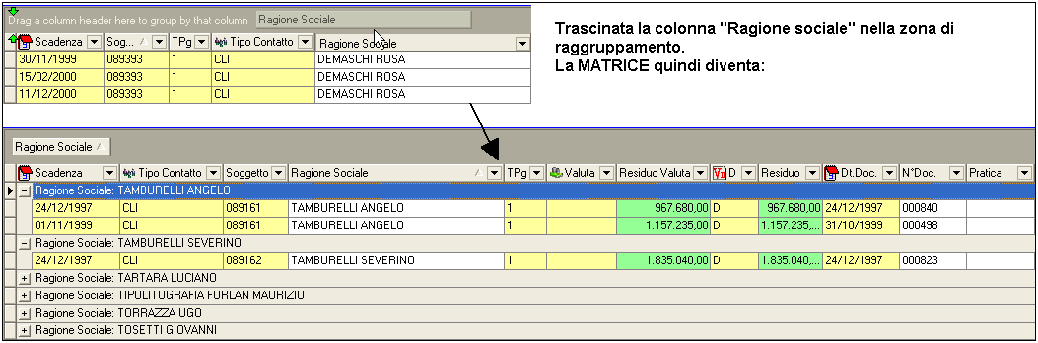 Drag a column header here to group by that column Ragione Sociale
Scadenza Sog... TPg Tipo Contatto Ragione Sociale
30/11/1999 089393 CLI DEMASCHI ROSA
15/02/2000 089393 CLI DEMASCHI ROSA
11/12/2000 089393 CLI DEMASCHI ROSA
Trascinata la colonna "Ragione sociale" nella zona di
raggruppamento.
La MATRICE quindi diventa:
Ragione Sociale
Scadenza Tipo Contatto Soggetto Ragione Sociale TPg Valuta Residuo Valuta D Residuo Dt.Doc. N°Doc. Pratica
Ragione Sociale: TAMBURELLI ANGELO
24/12/1997 CLI 089161 TAMBURELLI ANGELO 1 967.680,00 D 967.680,00 24/12/1997 000840
01/11/1999 CLI 089161 TAMBURELLI ANGELO 1 1.157.235,00 D 1.157.235,... 31/10/1999 000498
Ragione Sociale: TAMBURELLI SEVERINO
24/12/1997 CLI 089162 TAMBURELLI SEVERINO 1 1.835.040,00 D 1.835.040,... 24/12/1997 000823
Ragione Sociale: TARTARA LUCIANO
Ragione Sociale: TIPOLITOGRAFIA FURLAN MAURIZIO
Ragione Sociale: TORRAZZA UGO
Ragione Sociale: TOSETTI GIOVANNI